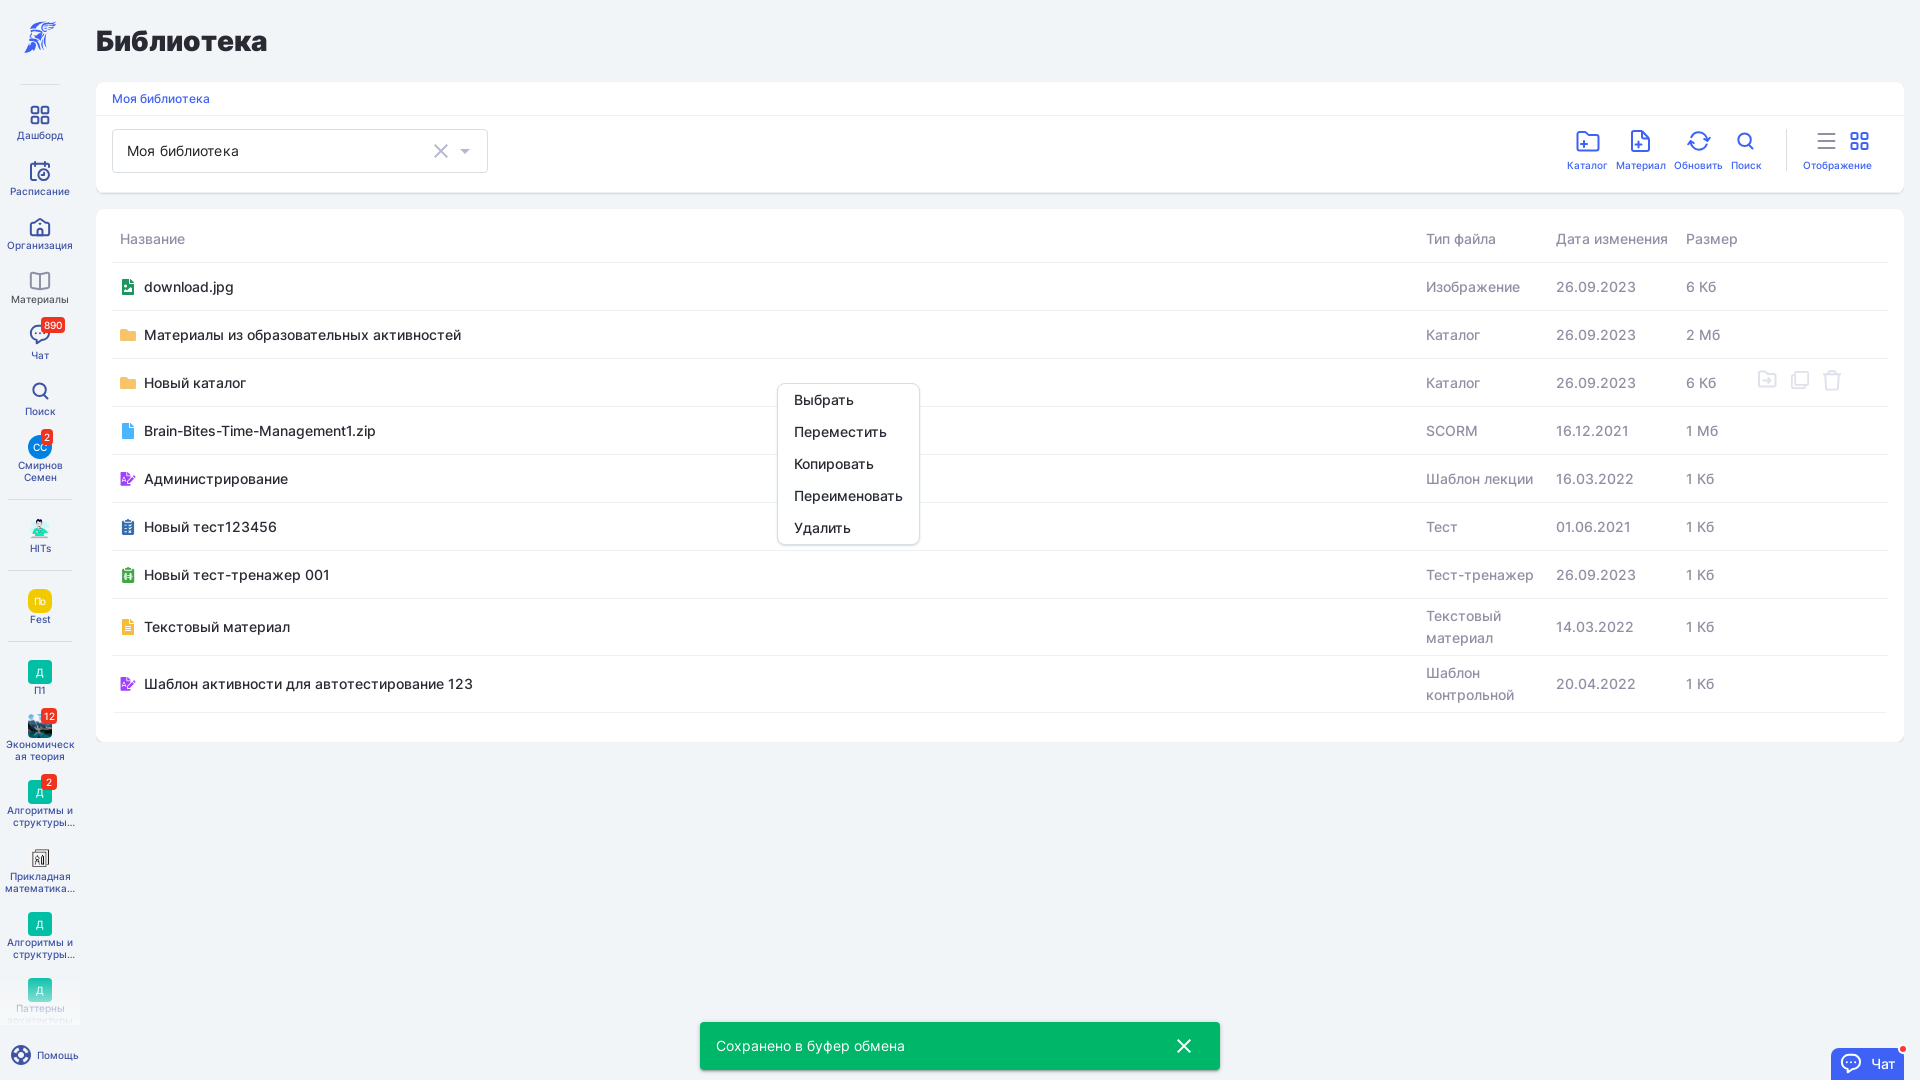 Библиотека
Моя библиотека
Моя библиотека
Каталог
Материал
Обновить
Поиск
Отображение
Дашборд
Расписание
Организация
Материалы
890
Чат
Поиск
СС
2
Смирнов
Семен
HITs
По
Fest
Д
П1
12
Экономическ
ая теория
Д
2
Алгоритмы и
структуры...
Прикладная
математика...
Д
Алгоритмы и
структуры...
Д
Паттерны
архитектуры
Помощь
Название Тип файла Дата изменения Размер
download.jpg Изображение 26.09.2023 6 Кб
Материалы из образовательных активностей Каталог 26.09.2023 2 Мб
Новый каталог Каталог 26.09.2023 6 Кб
Brain-Bites-Time-Management1.zip SCORM 16.12.2021 1 Мб
Администрирование Шаблон лекции 16.03.2022 1 Кб
Новый тест123456 Тест 01.06.2021 1 Кб
Новый тест-тренажер 001 Тест-тренажер 26.09.2023 1 Кб
Текстовый материал Текстовый
материал 14.03.2022 1 Кб
Шаблон активности для автотестирование 123 Шаблон
контрольной 20.04.2022 1 Кб
Выбрать
Переместить
Копировать
Переименовать
Удалить
Сохранено в буфер обмена
Чат